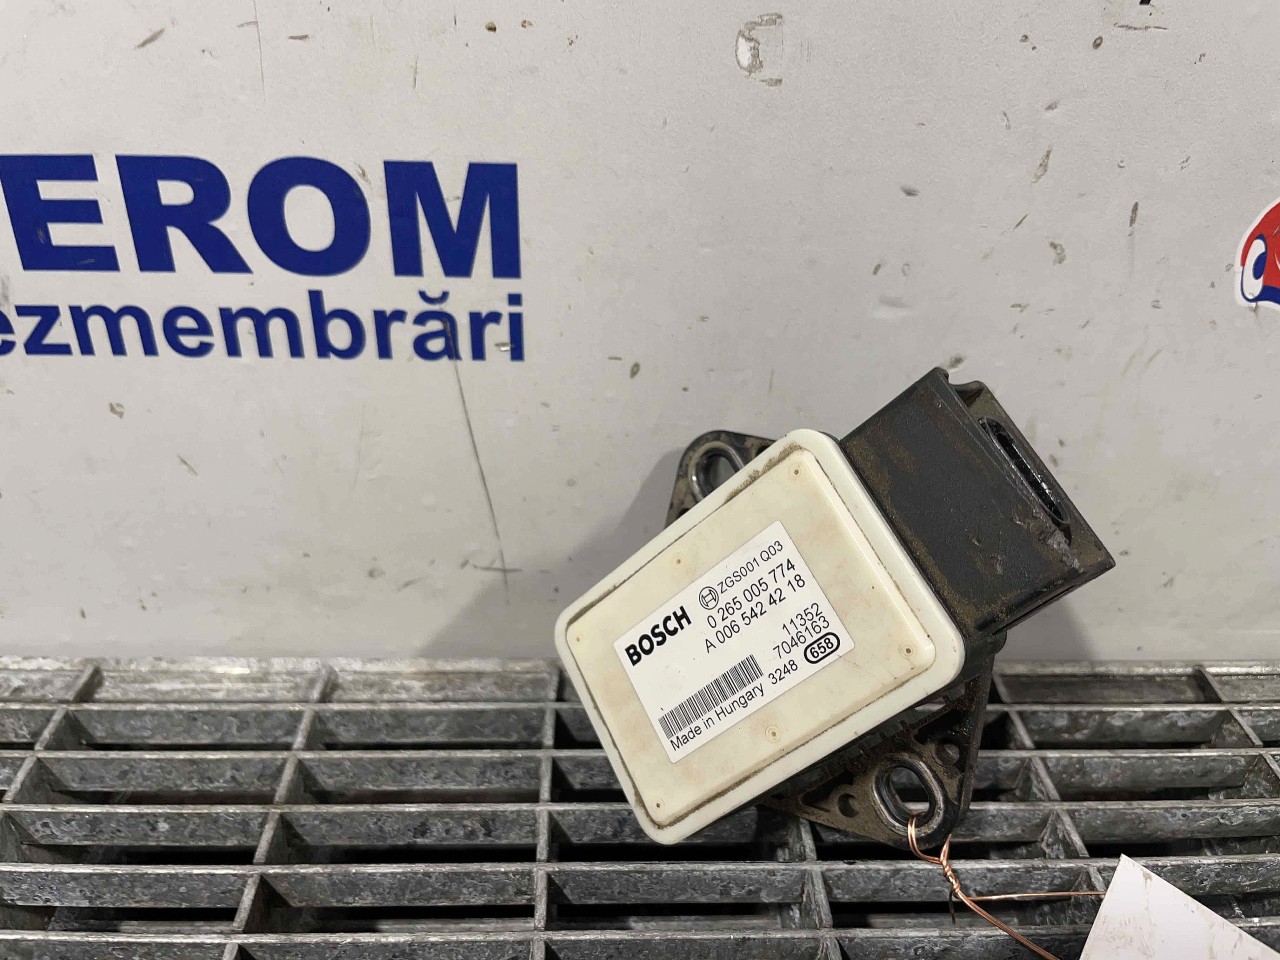 EROM
ezmembrări
BOSCH
ZGS001 Q03
0 265 005 774
A 006 542 42 18
11352
7046163
Made in Hungary 3248 658